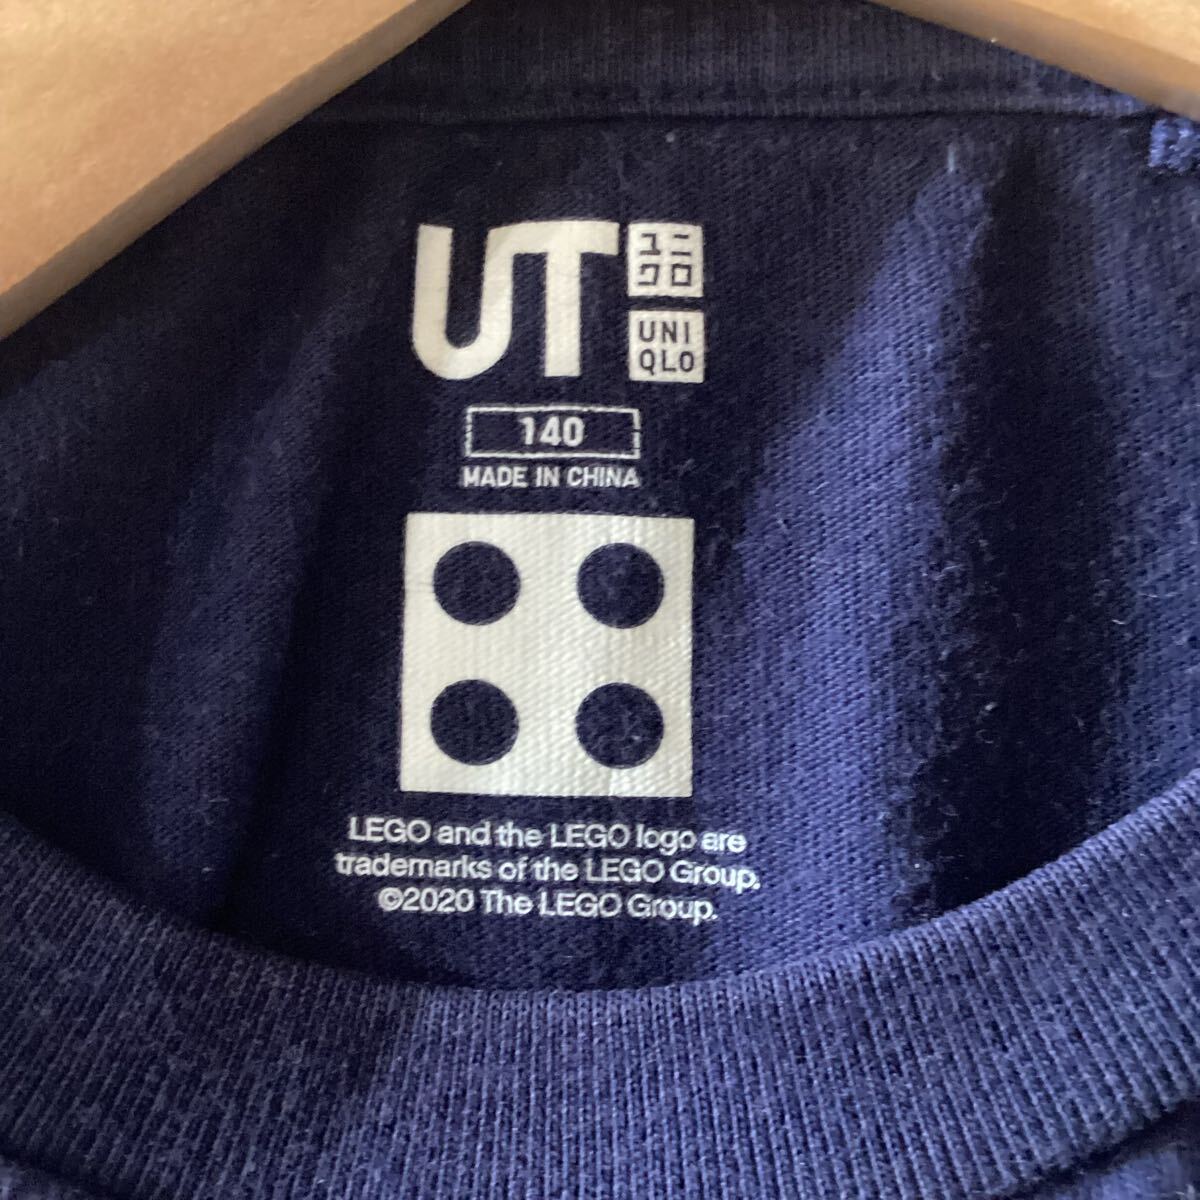 UT
ユニ
クロ
UNI
QLO
140
MADE IN CHINA
LEGO and the LEGO logo are
trademarks of the LEGO Group.
©2020 The LEGO Group.